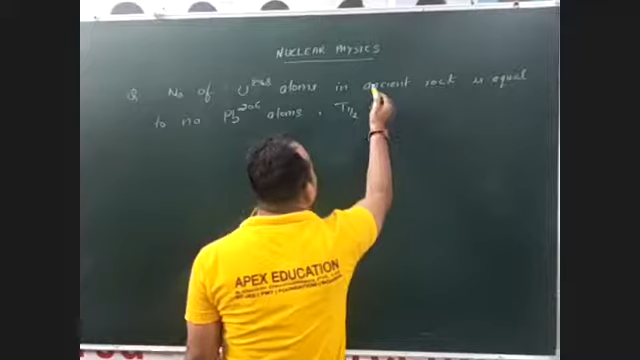 NUCLEAR PHYSICS
Q No of U²³⁸ atoms in ancient rock is equal
to no Pb²⁰⁶ atoms , T½
APEX EDUCATION